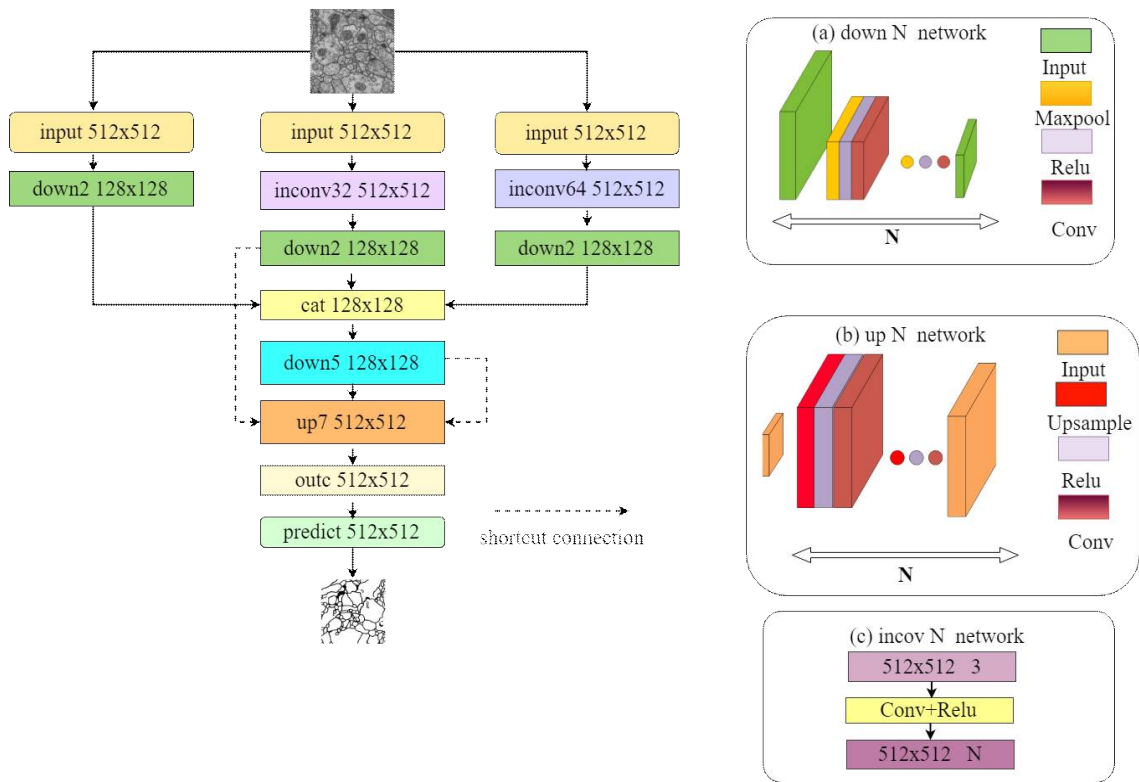 input 512x512
input 512x512
input 512x512
down2 128x128
inconv32 512x512
inconv64 512x512
down2 128x128
down2 128x128
cat 128x128
down5 128x128
up7 512x512
outc 512x512
predict 512x512
shortcut connection
(a) down N network
Input
Maxpool
Relu
Conv
N
(b) up N network
Input
Upsample
Relu
Conv
N
(c) incov N network
512x512 3
Conv+Relu
512x512 N